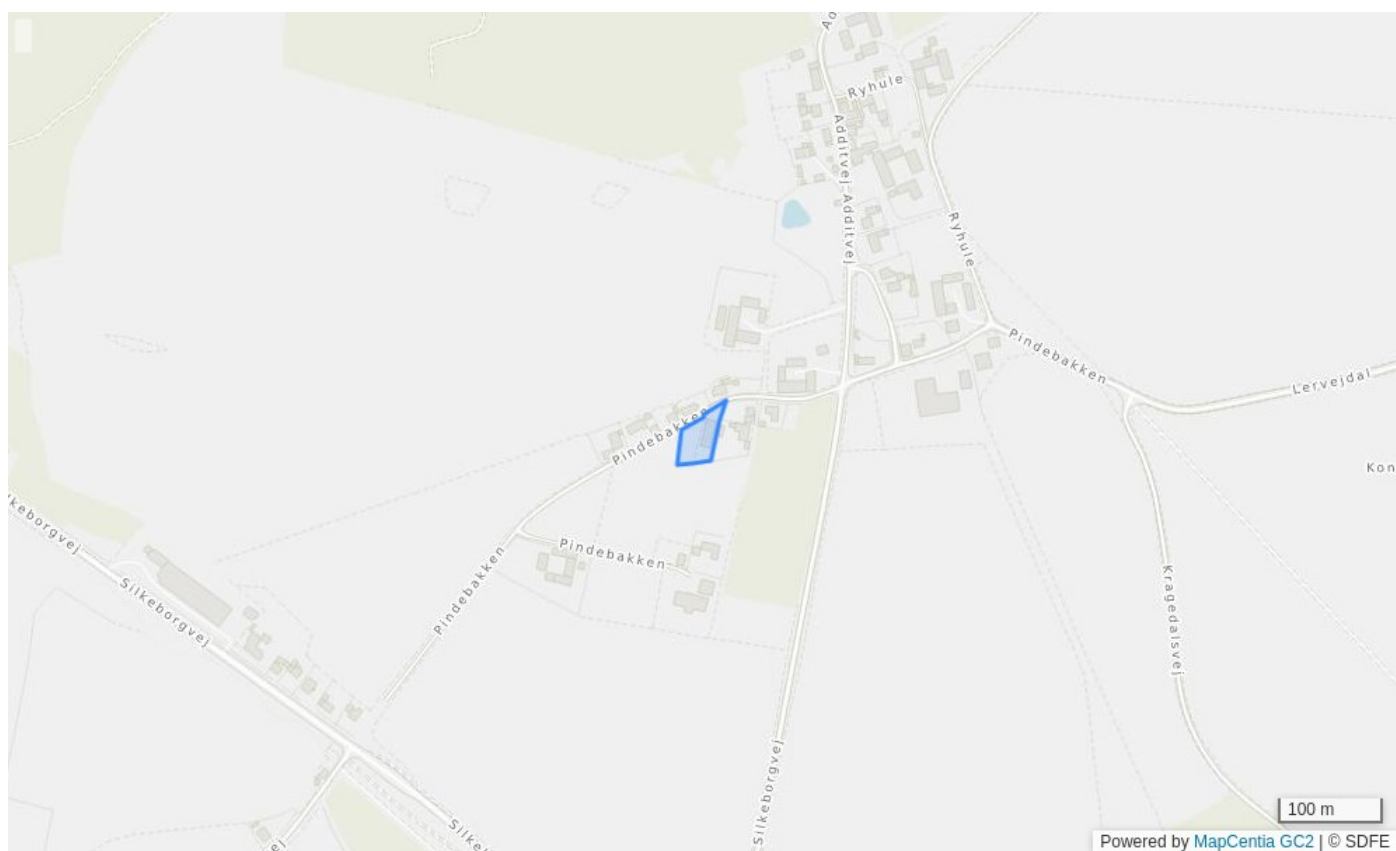 Ryhule
Additvej
Additvej
Ryhule
Pindebakken
Lervejdal
Pindebakken
Kon
Pindebakken
Pindebakken
Silkeborgvej
Kragedalsvej
Pindebakken
Silkeborgvej
100 m
Powered by MapCentia GC2 | © SDFE